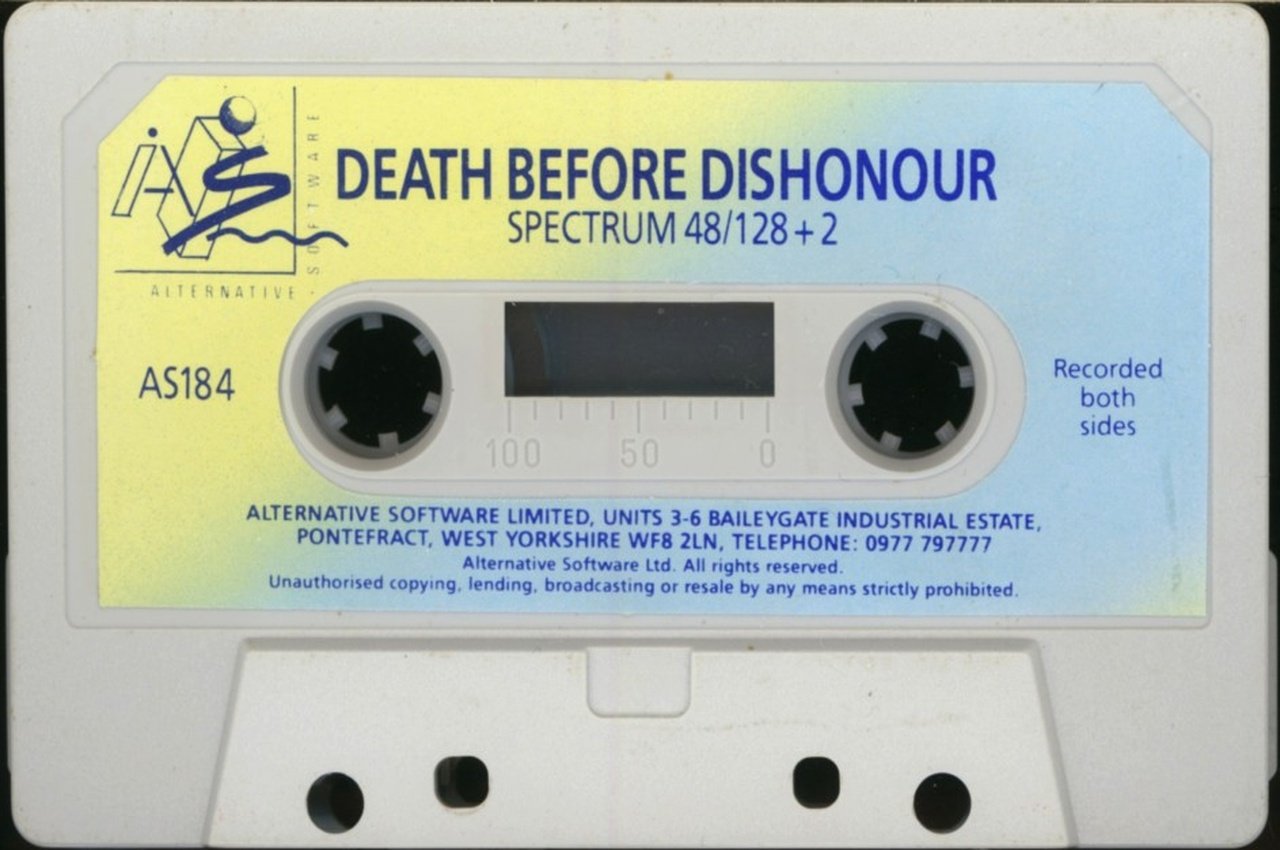 iAS
ALTERNATIVE · SOFTWARE
DEATH BEFORE DISHONOUR
SPECTRUM 48/128 + 2
AS184
Recorded
both
sides
100 50 0
ALTERNATIVE SOFTWARE LIMITED, UNITS 3-6 BAILEYGATE INDUSTRIAL ESTATE,
PONTEFRACT, WEST YORKSHIRE WF8 2LN, TELEPHONE: 0977 797777
Alternative Software Ltd. All rights reserved.
Unauthorised copying, lending, broadcasting or resale by any means strictly prohibited.